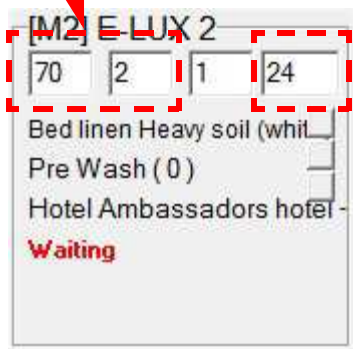 [M2] E-LUX 2
70 2 1 24
Bed linen Heavy soil (whit
Pre Wash ( 0 )
Hotel Ambassadors hotel -
Waiting